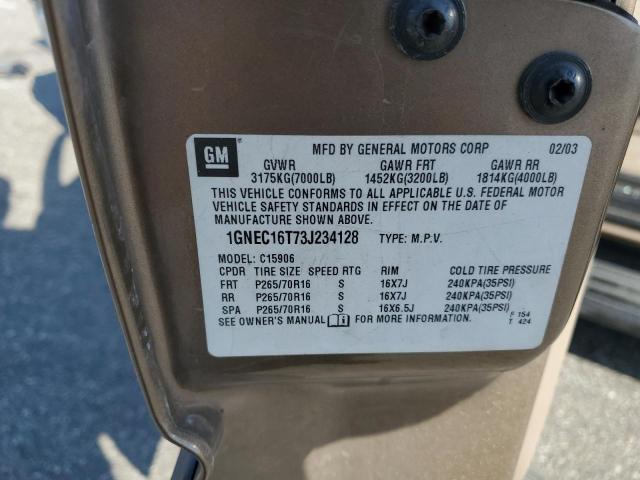 GM MFD BY GENERAL MOTORS CORP 02/03
GVWR GAWR FRT GAWR RR
3175KG(7000LB) 1452KG(3200LB) 1814KG(4000LB)
THIS VEHICLE CONFORMS TO ALL APPLICABLE U.S. FEDERAL MOTOR
VEHICLE SAFETY STANDARDS IN EFFECT ON THE DATE OF
MANUFACTURE SHOWN ABOVE.
1GNEC16T73J234128 TYPE: M.P.V.
MODEL: C15906
CPDR TIRE SIZE SPEED RTG RIM COLD TIRE PRESSURE
FRT P265/70R16 S 16X7J 240KPA(35PSI)
RR P265/70R16 S 16X7J 240KPA(35PSI)
SPA P265/70R16 S 16X6.5J 240KPA(35PSI)
SEE OWNER'S MANUAL FOR MORE INFORMATION.
F 154
T 424